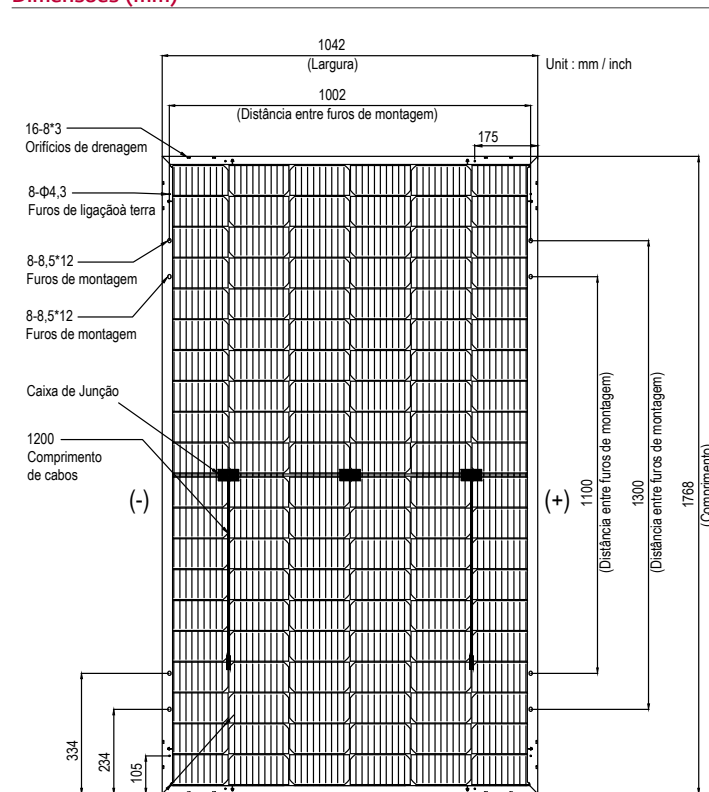 Dimensões (mm)
1042
(Largura)
Unit : mm / inch
1002
(Distância entre furos de montagem)
175
16-8*3
Orifícios de drenagem
8-Φ4,3
Furos de ligaçãoà terra
8-8,5*12
Furos de montagem
8-8,5*12
Furos de montagem
Caixa de Junção
1200
Comprimento
de cabos
(-)
(+)
1100
(Distância entre furos de montagem)
1300
(Distância entre furos de montagem)
1768
(Comprimento)
334
234
105